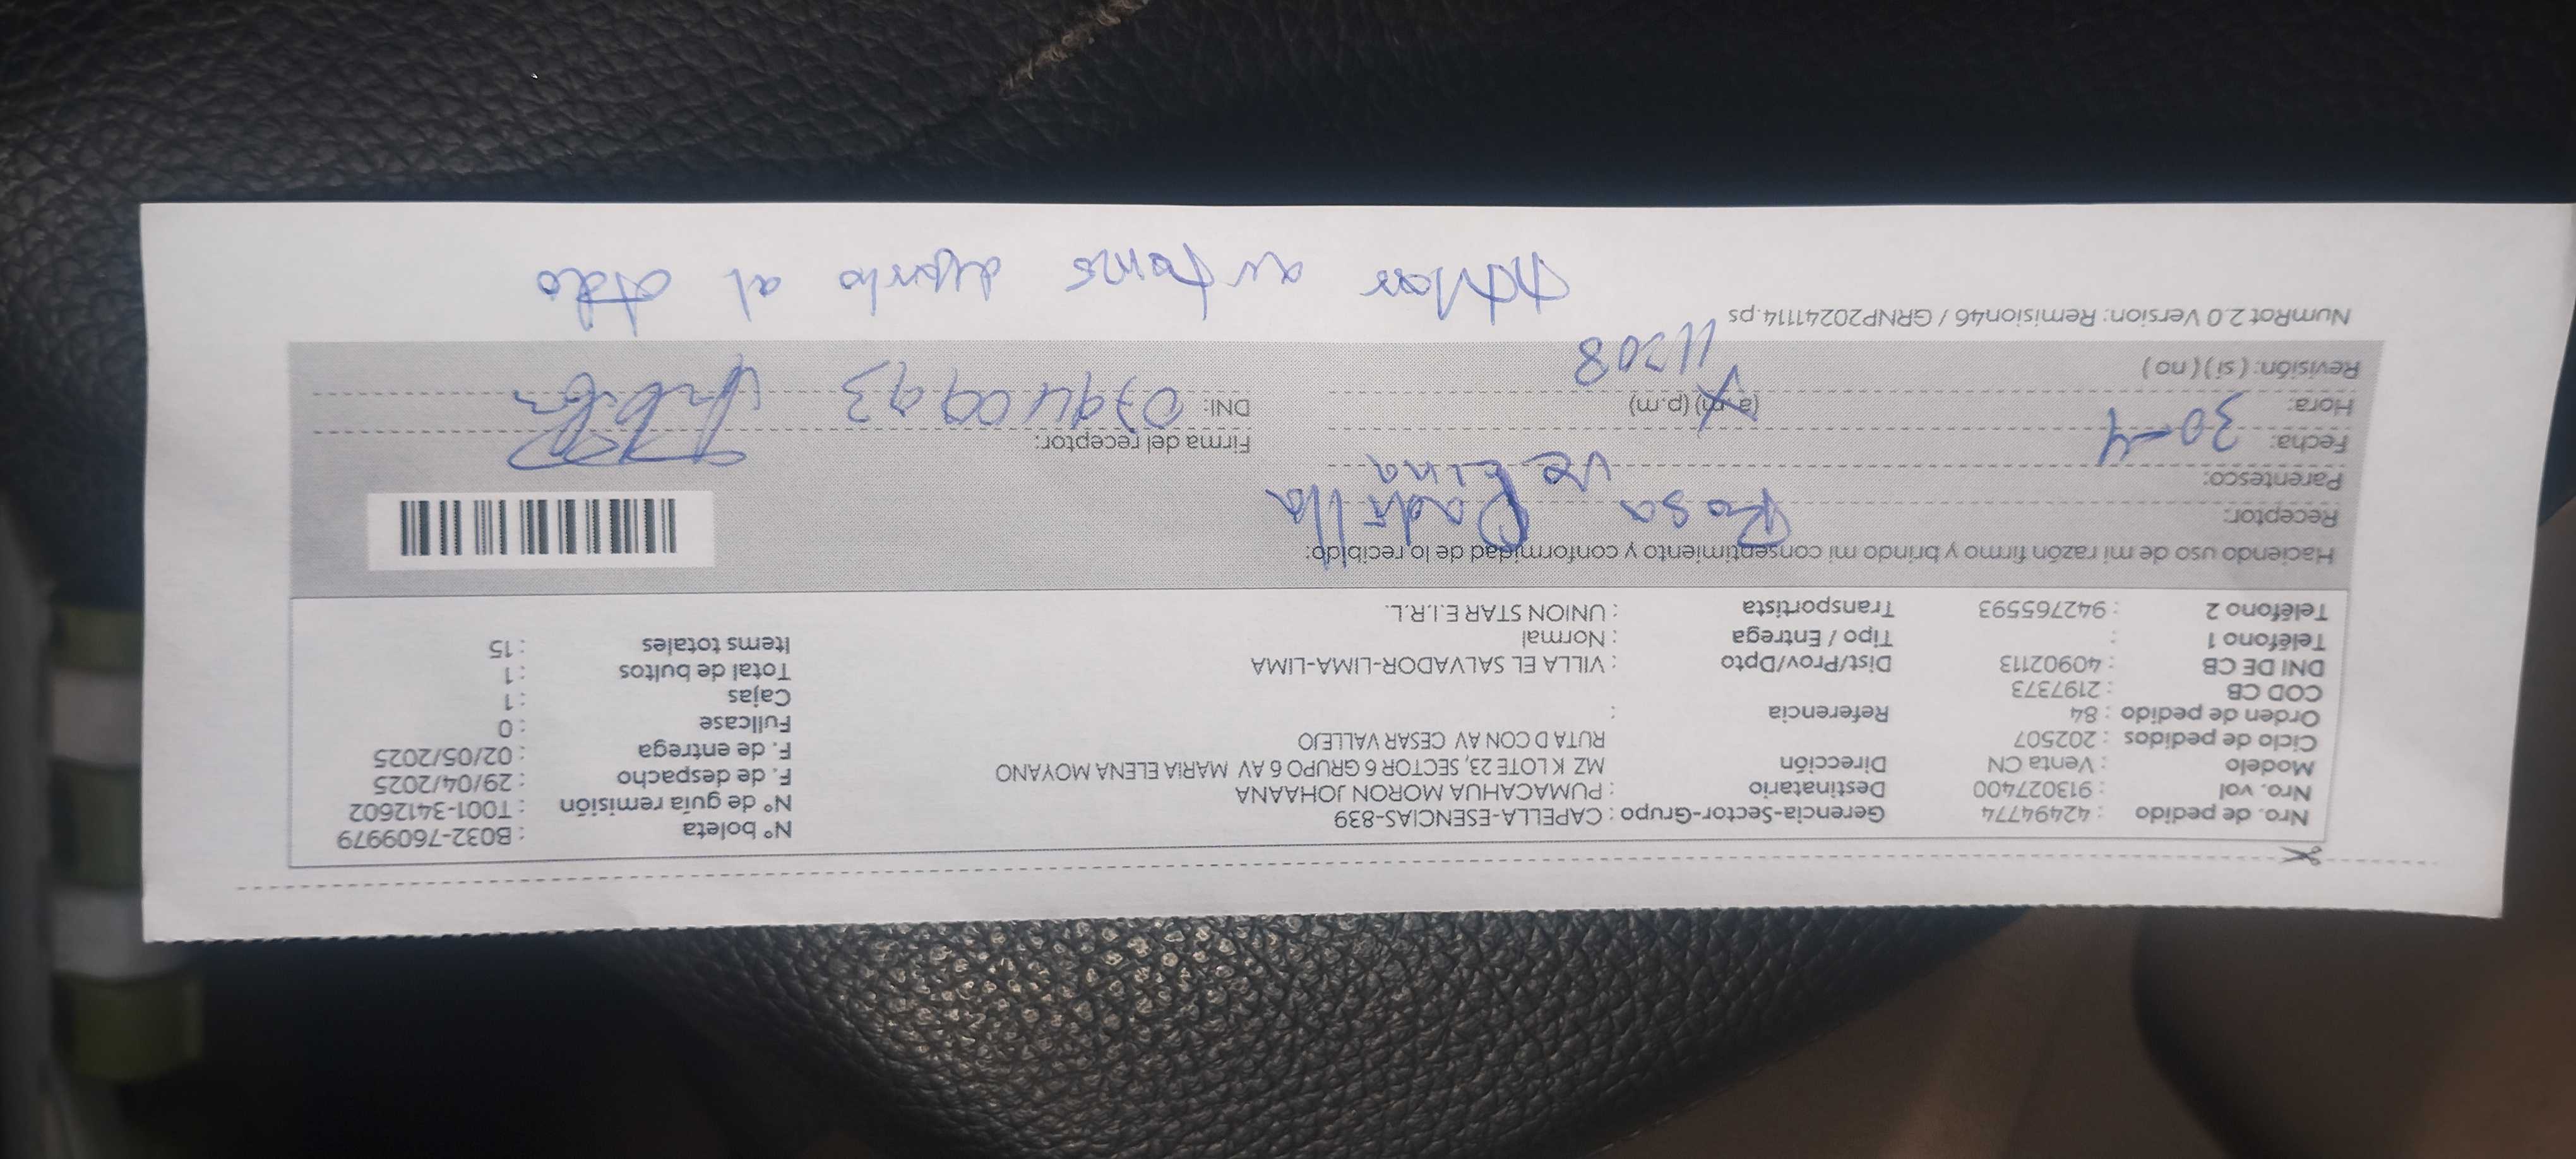 Nro. de pedido : 42494774 Gerencia-Sector-Grupo : CAPELLA-ESENCIAS-839 N° boleta : B032-7609979
Nro. vol : 913027400 Destinatario : PUMACAHUA MORON JOHAANA N° de guía remisión : T001-3412602
Modelo : Venta CN Dirección MZ K LOTE 23, SECTOR 6 GRUPO 6 AV MARIA ELENA MOYANO F. de despacho : 29/04/2025
Ciclo de pedidos : 202507 RUTA D CON AV CESAR VALLEJO F. de entrega : 02/05/2025
Orden de pedido : 84 Referencia : Fullcase : 0
COD CB : 2197373 Cajas : 1
DNI DE CB : 40902113 Dist/Prov/Dpto : VILLA EL SALVADOR-LIMA-LIMA Total de bultos : 1
Teléfono 1 : Tipo / Entrega : Normal Items totales : 15
Teléfono 2 : 942765593 Transportista : UNION STAR E.I.R.L.
Haciendo uso de mi razón firmo y brindo mi consentimiento y conformidad de lo recibido:
Receptor: Rosa Padilla
Parentesco: vecina
Fecha: 30-4 Firma del receptor:
Hora: (a.m) (p.m) 11:08 DNI: 07940993
Revisión: ( si ) ( no )
NumRot 2.0 Version: Remision46 / GRNP20241114.ps
dejarlo al